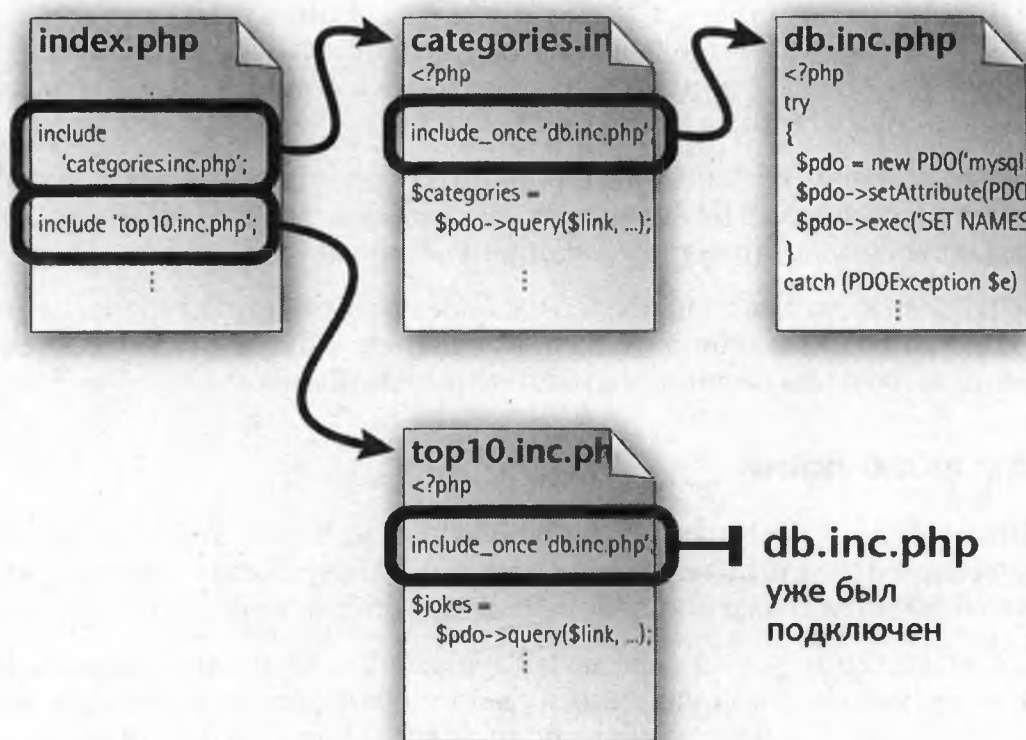 index.php
include
'categories.inc.php';
include 'top10.inc.php';
⋮
categories.in
<?php
include_once 'db.inc.php'
$categories =
$pdo->query($link, ...);
⋮
db.inc.php
<?php
try
{
$pdo = new PDO('mysql
$pdo->setAttribute(PDO
$pdo->exec('SET NAMES
}
catch (PDOException $e)
⋮
top10.inc.ph
<?php
include_once 'db.inc.php';
$jokes =
$pdo->query($link, ...);
⋮
db.inc.php
уже был
подключен